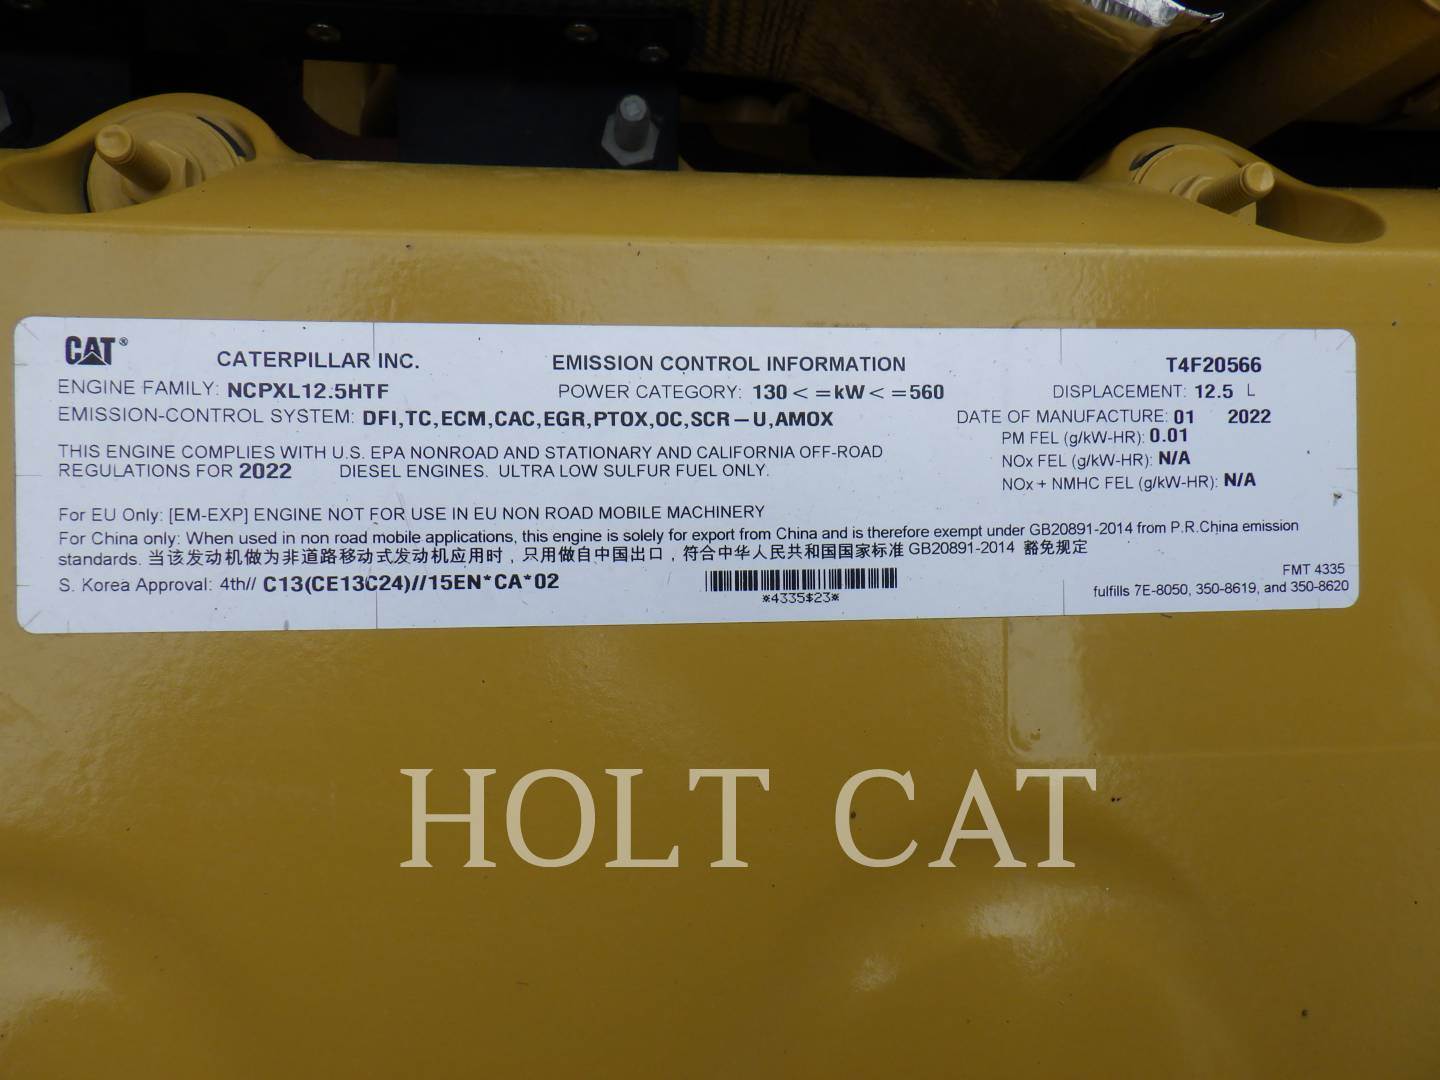 CAT® CATERPILLAR INC. EMISSION CONTROL INFORMATION T4F20566
ENGINE FAMILY: NCPXL12.5HTF POWER CATEGORY: 130<=kW<=560 DISPLACEMENT: 12.5 L
EMISSION-CONTROL SYSTEM: DFI,TC,ECM,CAC,EGR,PTOX,OC,SCR-U,AMOX DATE OF MANUFACTURE: 01 2022
PM FEL (g/kW-HR): 0.01
THIS ENGINE COMPLIES WITH U.S. EPA NONROAD AND STATIONARY AND CALIFORNIA OFF-ROAD NOx FEL (g/kW-HR): N/A
REGULATIONS FOR 2022 DIESEL ENGINES. ULTRA LOW SULFUR FUEL ONLY. NOx + NMHC FEL (g/kW-HR): N/A
For EU Only: [EM-EXP] ENGINE NOT FOR USE IN EU NON ROAD MOBILE MACHINERY
For China only: When used in non road mobile applications, this engine is solely for export from China and is therefore exempt under GB20891-2014 from P.R.China emission
standards. 当该发动机做为非道路移动式发动机应用时，只用做自中国出口，符合中华人民共和国国家标准 GB20891-2014 豁免规定
S. Korea Approval: 4th// C13(CE13C24)//15EN*CA*02 FMT 4335
*4335$23* fulfills 7E-8050, 350-8619, and 350-8620
HOLT CAT